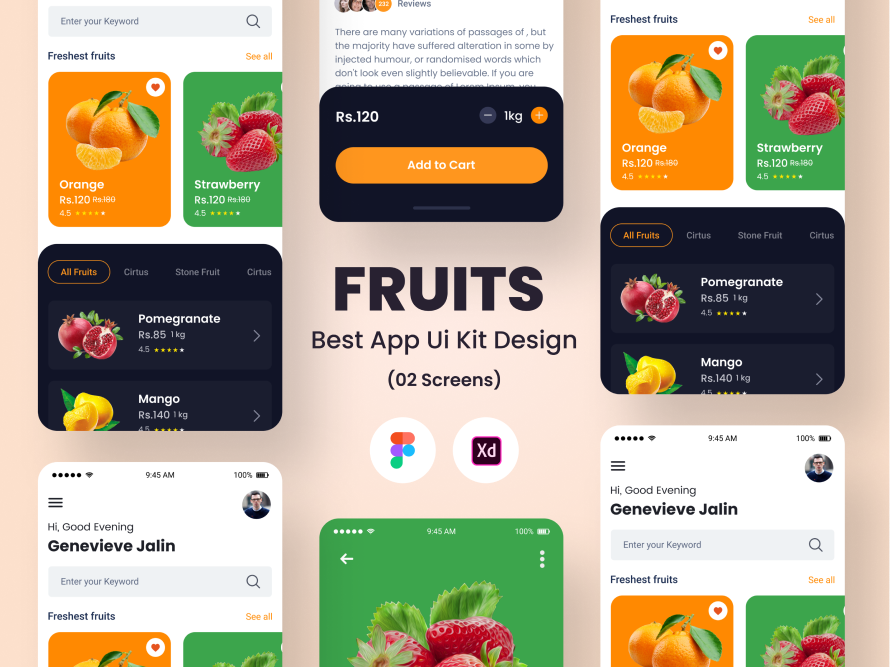 Enter your Keyword
Freshest fruits
See all
Orange
Rs.120 Rs.180
4.5
Strawberry
Rs.120 Rs.180
4.5
All Fruits
Cirtus
Stone Fruit
Cirtus
Pomegranate
Rs.85 1 kg
4.5
Mango
Rs.140 1 kg
4.5
9:45 AM
100%
Hi, Good Evening
Genevieve Jalin
Enter your Keyword
Freshest fruits
See all
232
Reviews
There are many variations of passages of , but
the majority have suffered alteration in some by
injected humour, or randomised words which
don't look even slightly believable. If you are
going to use a passage of Lorem Ipsum, you
Rs.120
1kg
Add to Cart
FRUITS
Best App Ui Kit Design
(02 Screens)
Xd
9:45 AM
100%
Freshest fruits
See all
Orange
Rs.120 Rs.180
4.5
Strawberry
Rs.120 Rs.180
4.5
All Fruits
Cirtus
Stone Fruit
Cirtus
Pomegranate
Rs.85 1 kg
4.5
Mango
Rs.140 1 kg
4.5
9:45 AM
100%
Hi, Good Evening
Genevieve Jalin
Enter your Keyword
Freshest fruits
See all